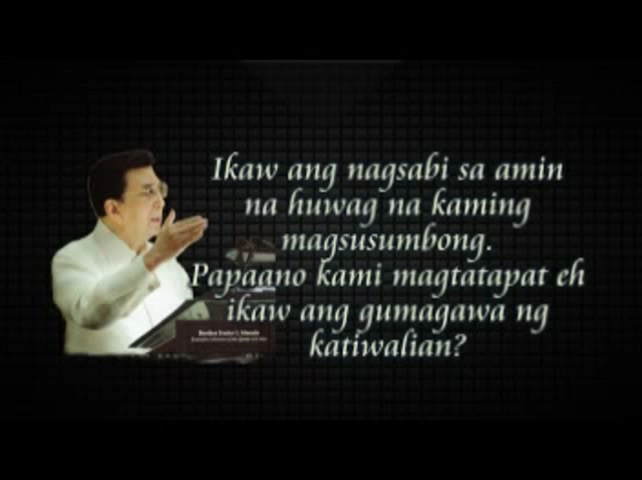 Ikaw ang nagsabi sa amin
na huwag na kaming
magsusumbong.
Papaano kami magtatapat eh
ikaw ang gumagawa ng
katiwalian?